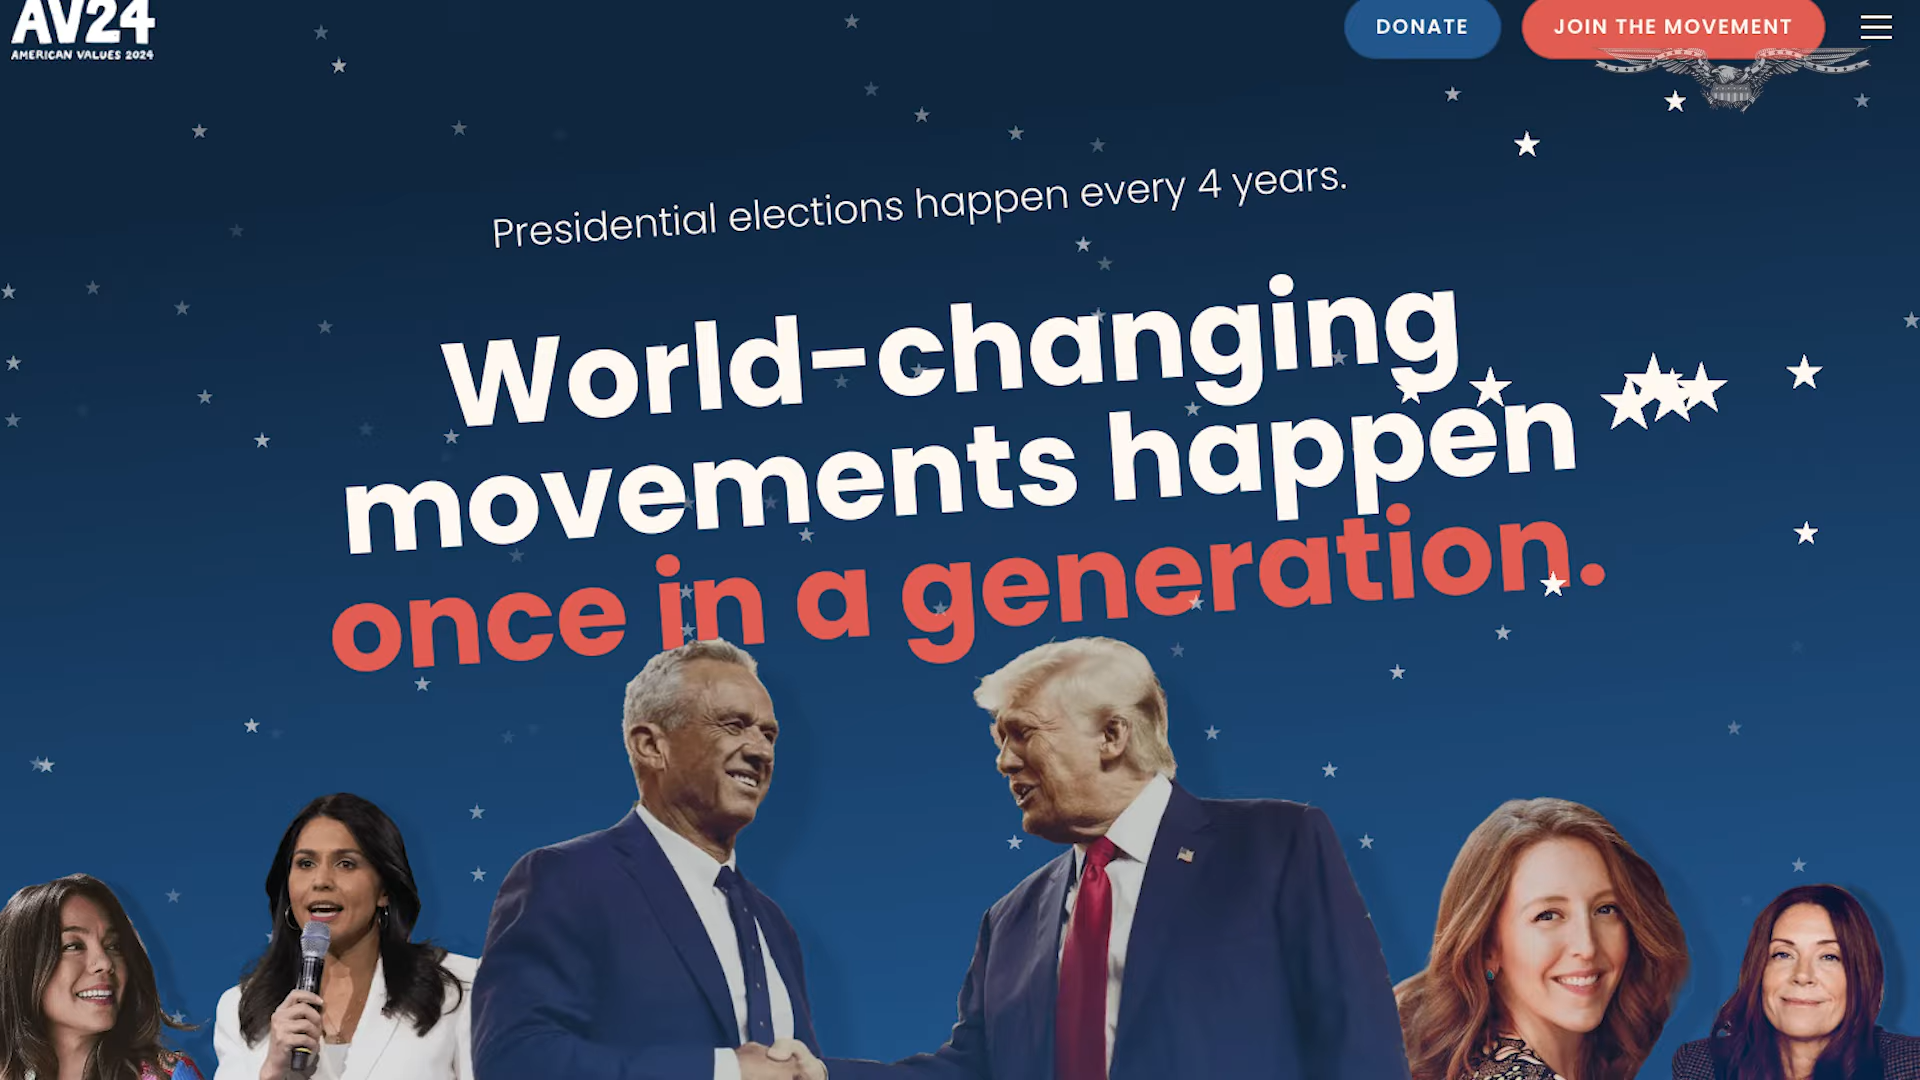 AV24
AMERICAN VALUES 2024
DONATE
JOIN THE MOVEMENT
Presidential elections happen every 4 years.
World-changing
movements happen
once in a generation.